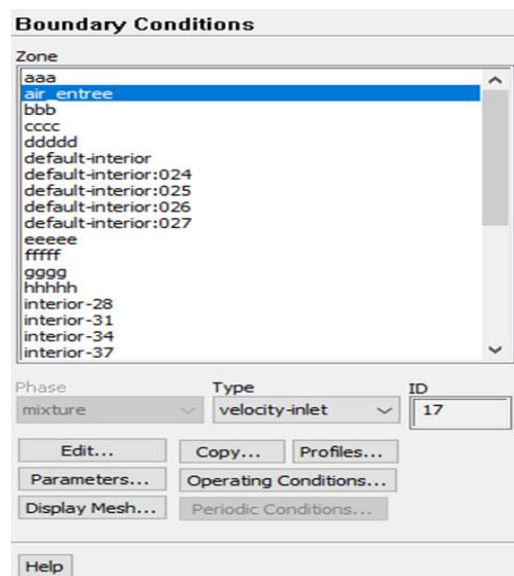 Boundary Conditions
Zone
aaa
air_entree
bbb
cccc
ddddd
default-interior
default-interior:024
default-interior:025
default-interior:026
default-interior:027
eeeee
fffff
gggg
hhhhh
interior-28
interior-31
interior-34
interior-37
Phase Type ID
mixture velocity-inlet 17
Edit... Copy... Profiles...
Parameters... Operating Conditions...
Display Mesh... Periodic Conditions...
Help